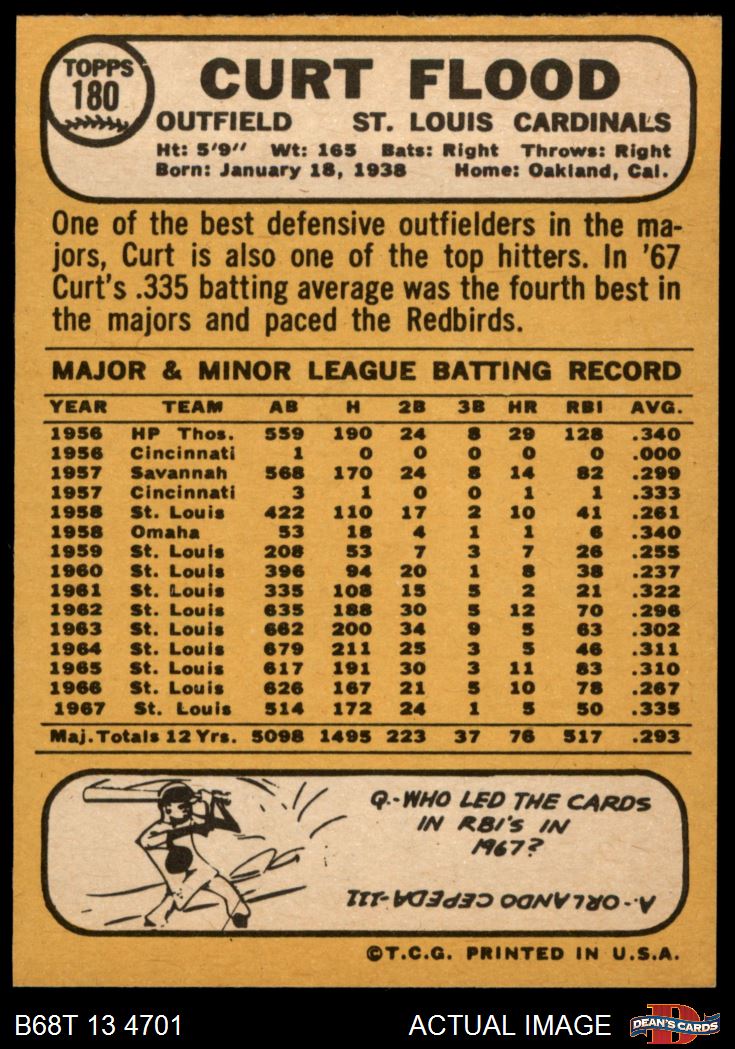 TOPPS
180
CURT FLOOD
OUTFIELD ST. LOUIS CARDINALS
Ht: 5'9" Wt: 165 Bats: Right Throws: Right
Born: January 18, 1938 Home: Oakland, Cal.
One of the best defensive outfielders in the ma-
jors, Curt is also one of the top hitters. In '67
Curt's .335 batting average was the fourth best in
the majors and paced the Redbirds.
MAJOR & MINOR LEAGUE BATTING RECORD
YEAR TEAM AB H 2B 3B HR RBI AVG.
1956 HP Thos. 559 190 24 8 29 128 .340
1956 Cincinnati 1 0 0 0 0 0 .000
1957 Savannah 568 170 24 8 14 82 .299
1957 Cincinnati 3 1 0 0 1 1 .333
1958 St. Louis 422 110 17 2 10 41 .261
1958 Omaha 53 18 4 1 1 6 .340
1959 St. Louis 208 53 7 3 7 26 .255
1960 St. Louis 396 94 20 1 8 38 .237
1961 St. Louis 335 108 15 5 2 21 .322
1962 St. Louis 635 188 30 5 12 70 .296
1963 St. Louis 662 200 34 9 5 63 .302
1964 St. Louis 679 211 25 3 5 46 .311
1965 St. Louis 617 191 30 3 11 83 .310
1966 St. Louis 626 167 21 5 10 78 .267
1967 St. Louis 514 172 24 1 5 50 .335
Maj. Totals 12 Yrs. 5098 1495 223 37 76 517 .293
Q.-WHO LED THE CARDS
IN RBI'S IN
1967?
A.-ORLANDO CEPEDA-111
©T.C.G. PRINTED IN U.S.A.
B68T 13 4701 ACTUAL IMAGE
D
DEAN'S CARDS